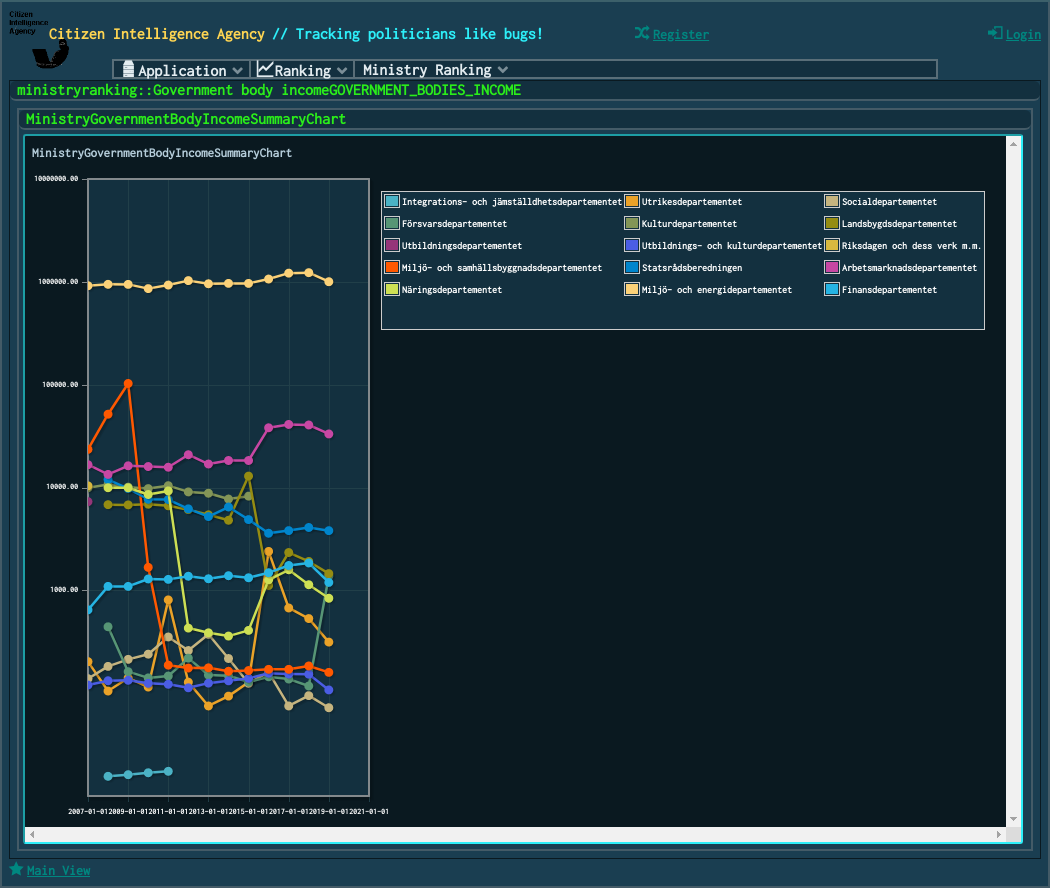 Citizen
Intelligence
Agency
Citizen Intelligence Agency // Tracking politicians like bugs!
Register
Login
Application
Ranking
Ministry Ranking
ministryranking::Government body incomeGOVERNMENT_BODIES_INCOME
MinistryGovernmentBodyIncomeSummaryChart
MinistryGovernmentBodyIncomeSummaryChart
10000000.00
1000000.00
100000.00
10000.00
1000.00
2007-01-012009-01-012011-01-012013-01-012015-01-012017-01-012019-01-012021-01-01
Integrations- och jämställdhetsdepartementet Utrikesdepartementet Socialdepartementet
Försvarsdepartementet Kulturdepartementet Landsbygdsdepartementet
Utbildningsdepartementet Utbildnings- och kulturdepartementet Riksdagen och dess verk m.m.
Miljö- och samhällsbyggnadsdepartementet Statsrådsberedningen Arbetsmarknadsdepartementet
Näringsdepartementet Miljö- och energidepartementet Finansdepartementet
Main View